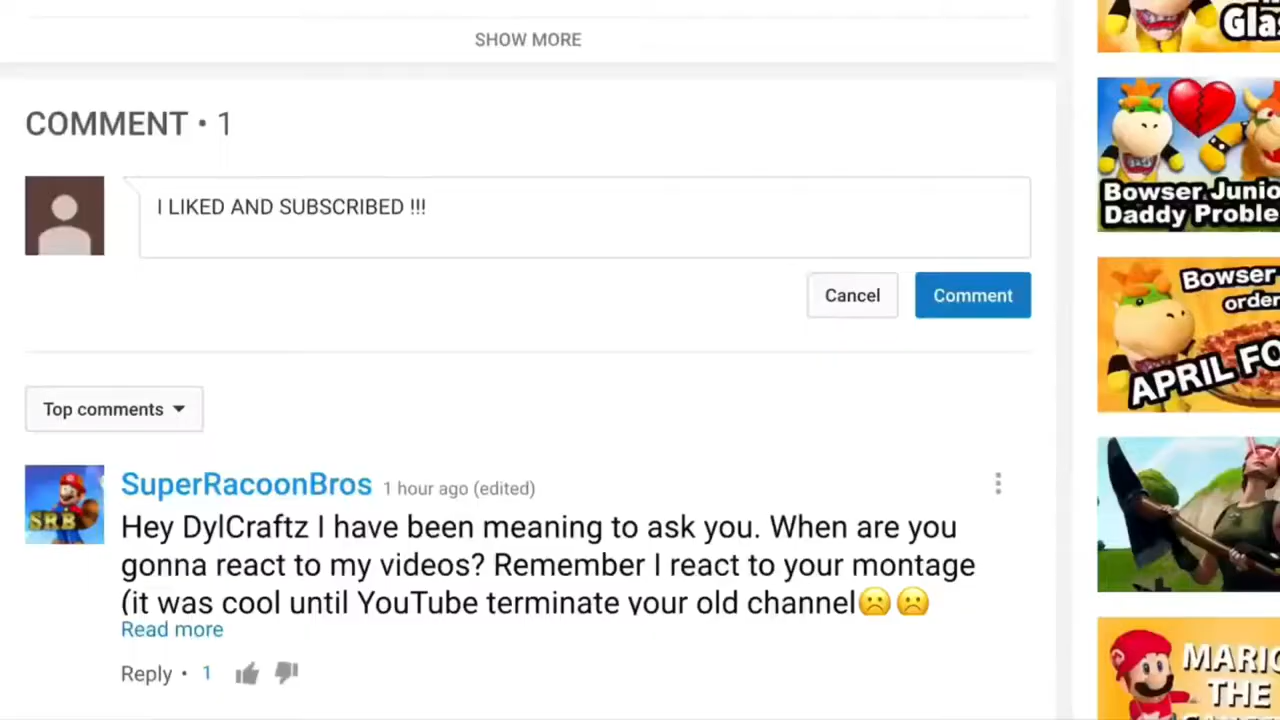 SHOW MORE
COMMENT • 1
I LIKED AND SUBSCRIBED !!!
Cancel
Comment
Top comments
SRB
SuperRacoonBros 1 hour ago (edited)
Hey DylCraftz I have been meaning to ask you. When are you
gonna react to my videos? Remember I react to your montage
(it was cool until YouTube terminate your old channel☹️☹️
Read more
Reply • 1
Bowser Junio
Daddy Proble
Bowser
order
APRIL FO
MARIO
THE